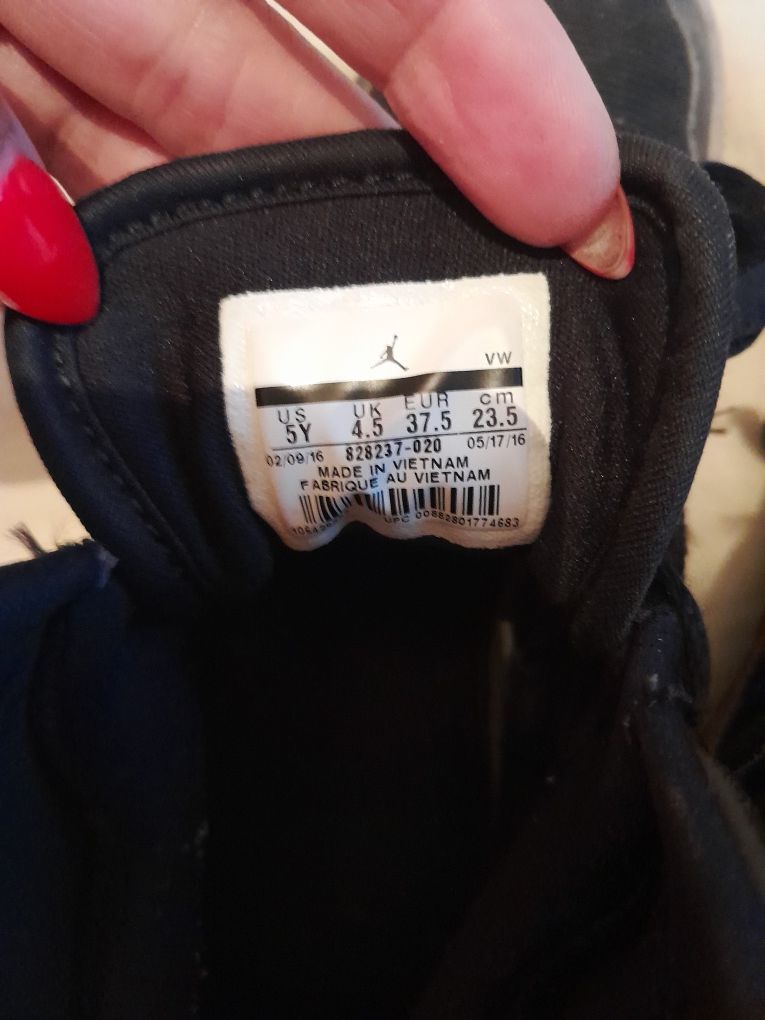 VW
US UK EUR cm
5Y 4.5 37.5 23.5
02/09/16 828237-020 05/17/16
MADE IN VIETNAM
FABRIQUE AU VIETNAM
UPC 00882801774683